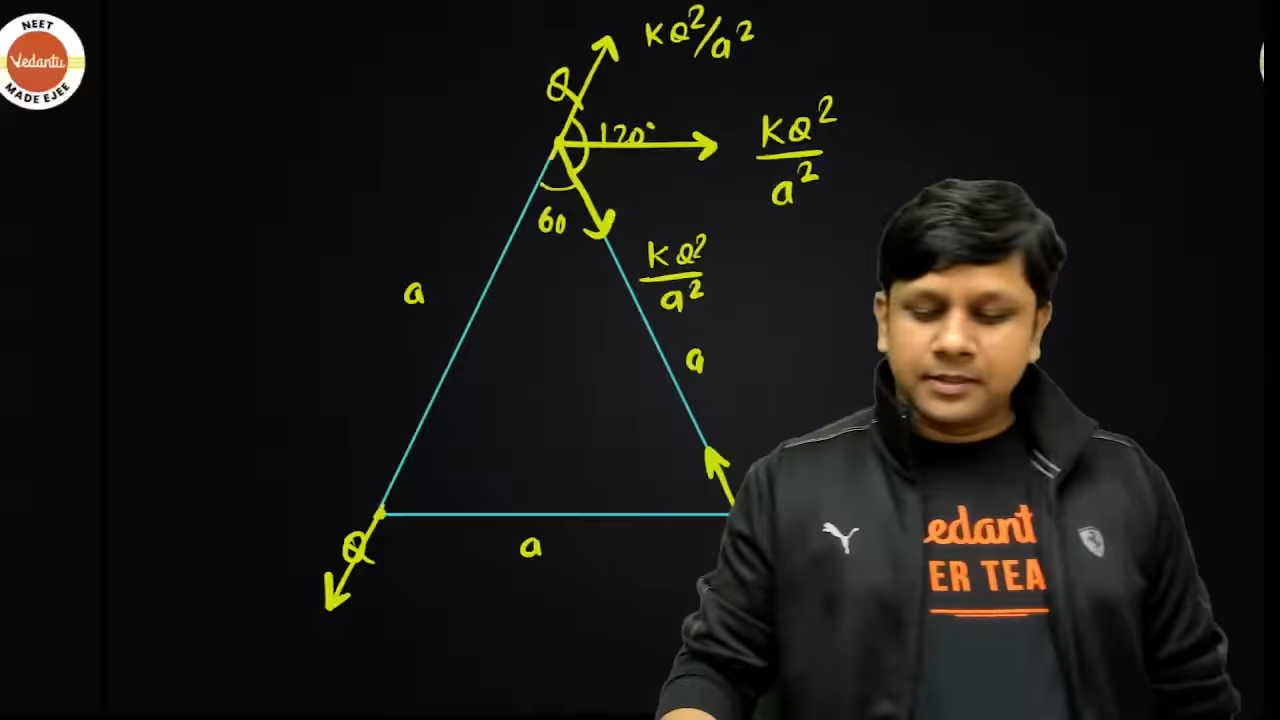 NEET
Vedantu
MADE EJEE
KQ²/a²
Q
120°
KQ²
a²
60
KQ²
a²
a
a
Q
a
edant
ER TEA